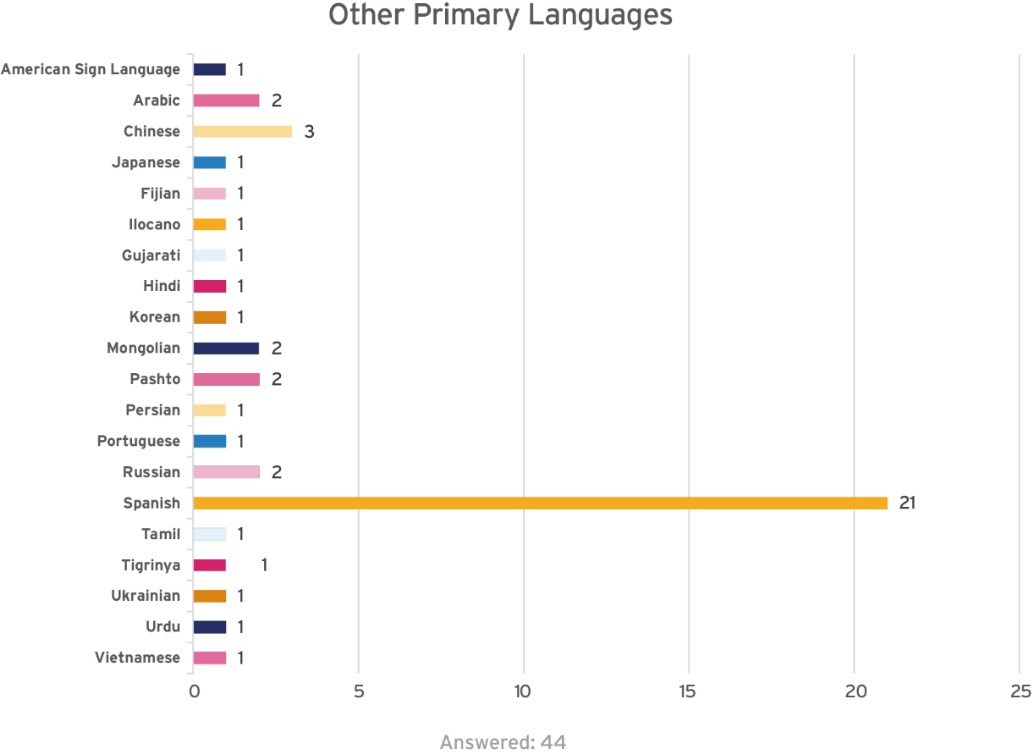 Other Primary Languages
American Sign Language 1
Arabic 2
Chinese 3
Japanese 1
Fijian 1
Ilocano 1
Gujarati 1
Hindi 1
Korean 1
Mongolian 2
Pashto 2
Persian 1
Portuguese 1
Russian 2
Spanish 21
Tamil 1
Tigrinya 1
Ukrainian 1
Urdu 1
Vietnamese 1
0 5 10 15 20 25
Answered: 44